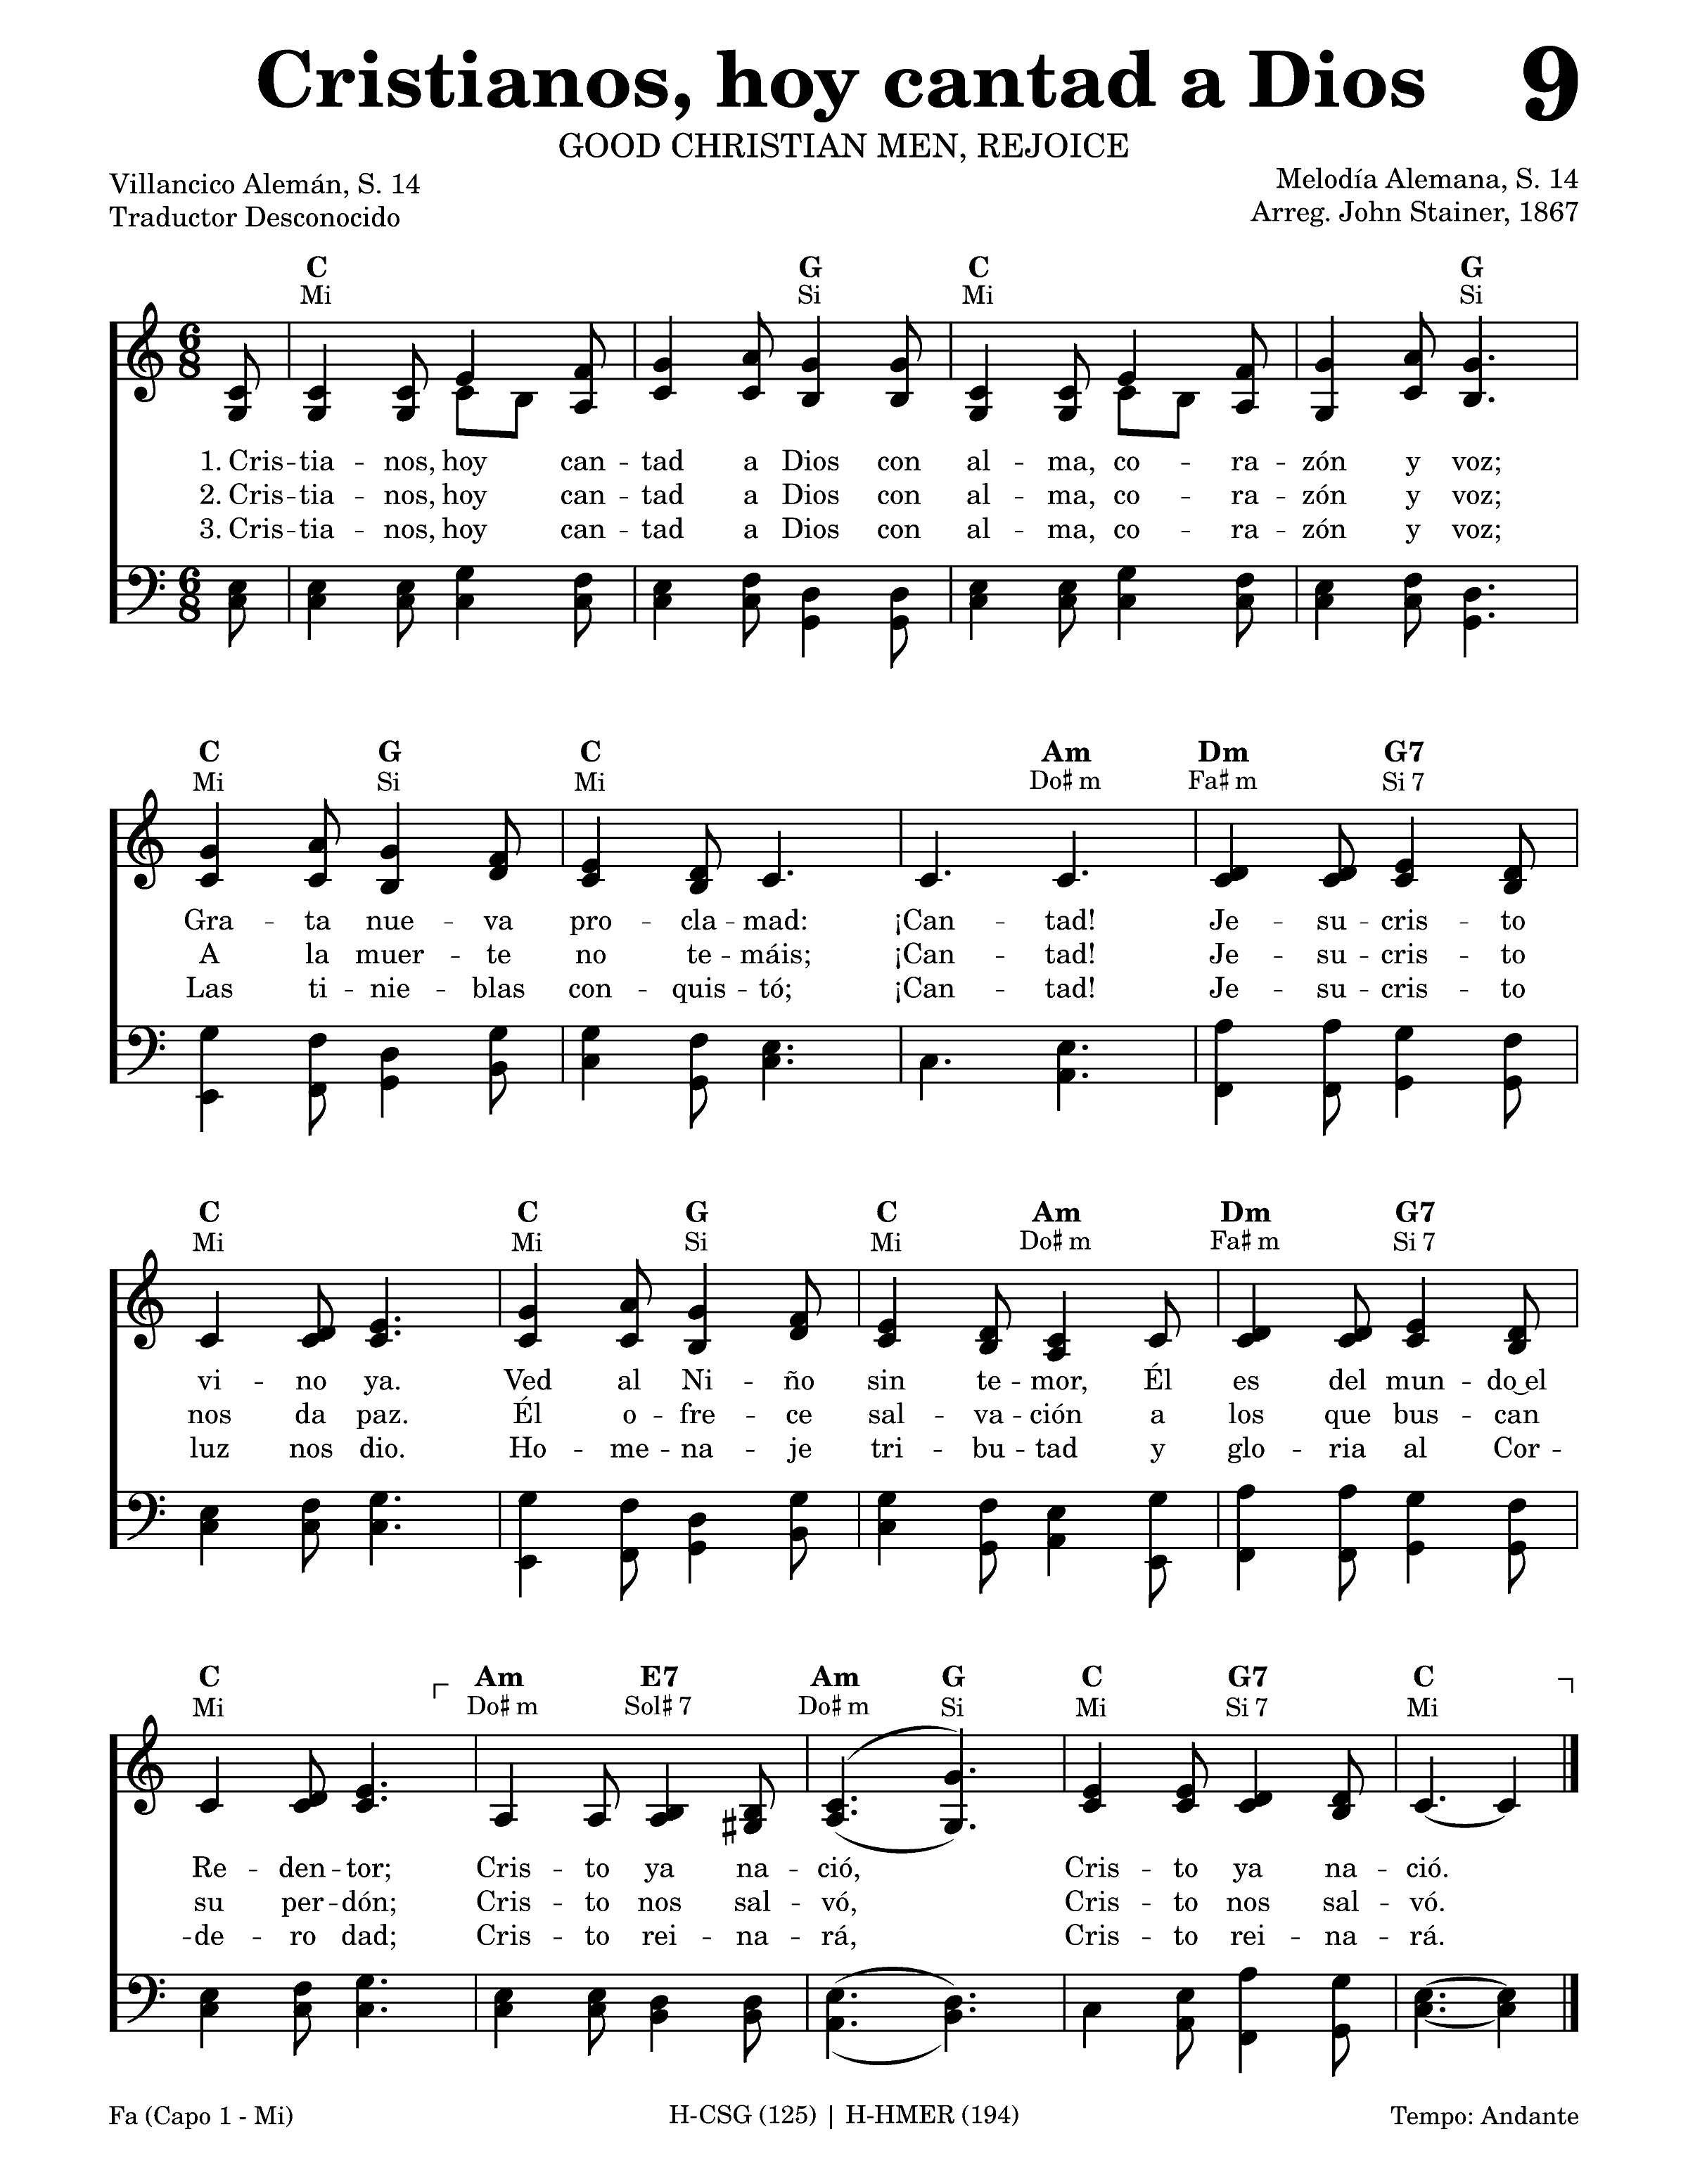 Cristianos, hoy cantad a Dios 9
GOOD CHRISTIAN MEN, REJOICE
Villancico Alemán, S. 14
Traductor Desconocido
Melodía Alemana, S. 14
Arreg. John Stainer, 1867
C G C G
Mi Si Mi Si
6 8
1. Cris -- tia -- nos, hoy can -- tad a Dios con al -- ma, co -- ra -- zón y voz;
2. Cris -- tia -- nos, hoy can -- tad a Dios con al -- ma, co -- ra -- zón y voz;
3. Cris -- tia -- nos, hoy can -- tad a Dios con al -- ma, co -- ra -- zón y voz;
6 8
C G C Am Dm G7
Mi Si Mi Do♯ m Fa♯ m Si 7
Gra -- ta nue -- va pro -- cla -- mad: ¡Can -- tad! Je -- su -- cris -- to
A la muer -- te no te -- máis; ¡Can -- tad! Je -- su -- cris -- to
Las ti -- nie -- blas con -- quis -- tó; ¡Can -- tad! Je -- su -- cris -- to
C C G C Am Dm G7
Mi Mi Si Mi Do♯ m Fa♯ m Si 7
vi -- no ya. Ved al Ni -- ño sin te -- mor, Él es del mun -- do‿el
nos da paz. Él o -- fre -- ce sal -- va -- ción a los que bus -- can
luz nos dio. Ho -- me -- na -- je tri -- bu -- tad y glo -- ria al Cor --
C Am E7 Am G C G7 C
Mi Do♯ m Sol♯ 7 Do♯ m Si Mi Si 7 Mi
Re -- den -- tor; Cris -- to ya na -- ció, Cris -- to ya na -- ció.
su per -- dón; Cris -- to nos sal -- vó, Cris -- to nos sal -- vó.
-- de -- ro dad; Cris -- to rei -- na -- rá, Cris -- to rei -- na -- rá.
Fa (Capo 1 - Mi) H-CSG (125) | H-HMER (194) Tempo: Andante